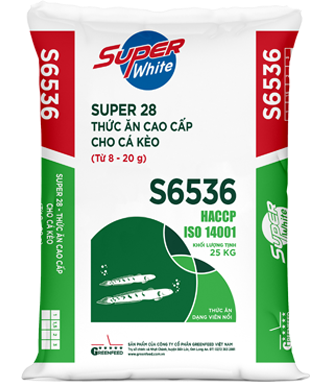 SUPER
White
S6536
S6536
SUPER 28
THỨC ĂN CAO CẤP
CHO CÁ KÈO
(Từ 8 - 20 g)
S6536
HACCP
ISO 14001
KHỐI LƯỢNG TỊNH
25 KG
SUPER 28 - THỨC ĂN CAO CẤP
CHO CÁ KÈO
SUPER
White
THỨC ĂN
DẠNG VIÊN NỔI
GREENFEED
SẢN PHẨM CỦA CÔNG TY CỔ PHẦN GREENFEED VIỆT NAM